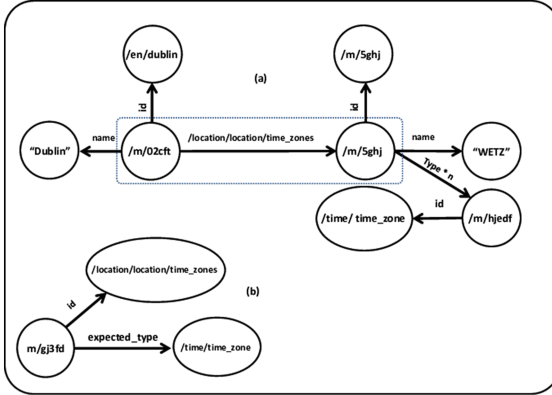 /en/dublin
/m/5ghj
(a)
id
id
"Dublin"
name
/m/02cft
/location/location/time_zones
/m/5ghj
name
"WETZ"
Type * n
/time/ time_zone
id
/m/hjedf
/location/location/time_zones
(b)
id
m/gj3fd
expected_type
/time/time_zone